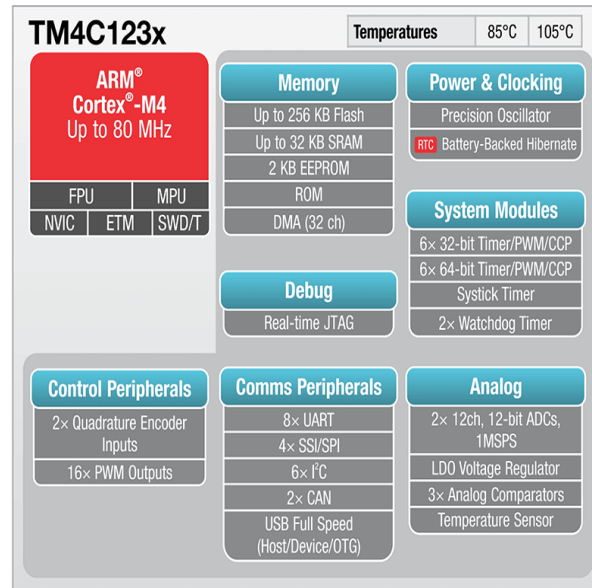 TM4C123x
Temperatures 85°C 105°C
ARM®
Cortex®-M4
Up to 80 MHz
FPU MPU
NVIC ETM SWD/T
Memory
Up to 256 KB Flash
Up to 32 KB SRAM
2 KB EEPROM
ROM
DMA (32 ch)
Power & Clocking
Precision Oscillator
RTC Battery-Backed Hibernate
System Modules
6× 32-bit Timer/PWM/CCP
6× 64-bit Timer/PWM/CCP
Systick Timer
2× Watchdog Timer
Debug
Real-time JTAG
Control Peripherals
2× Quadrature Encoder
Inputs
16× PWM Outputs
Comms Peripherals
8× UART
4× SSI/SPI
6× I²C
2× CAN
USB Full Speed
(Host/Device/OTG)
Analog
2× 12ch, 12-bit ADCs,
1MSPS
LDO Voltage Regulator
3× Analog Comparators
Temperature Sensor